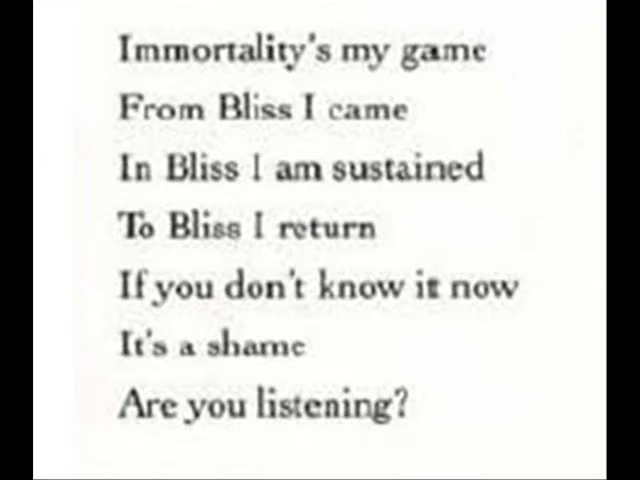 Immortality's my game
From Bliss I came
In Bliss I am sustained
To Bliss I return
If you don't know it now
It's a shame
Are you listening?